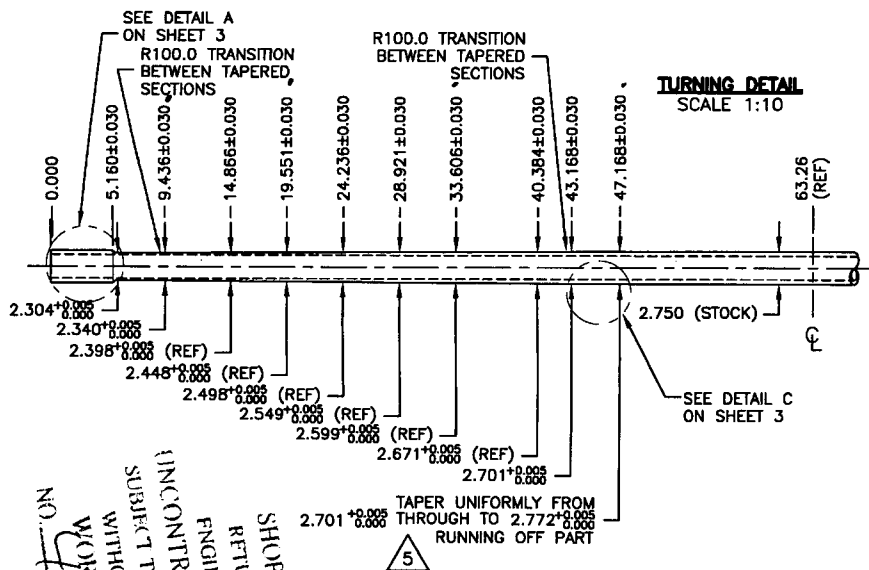 SEE DETAIL A
ON SHEET 3
R100.0 TRANSITION
BETWEEN TAPERED
SECTIONS
R100.0 TRANSITION
BETWEEN TAPERED
SECTIONS
TURNING DETAIL
SCALE 1:10
0.000
5.160±0.030
9.436±0.030
14.866±0.030
19.551±0.030
24.236±0.030
28.921±0.030
33.606±0.030
40.384±0.030
43.168±0.030
47.168±0.030
63.26
(REF)
2.304 +0.005 0.000
2.340 +0.005 0.000
2.398 +0.005 0.000 (REF)
2.448 +0.005 0.000 (REF)
2.498 +0.005 0.000 (REF)
2.549 +0.005 0.000 (REF)
2.599 +0.005 0.000 (REF)
2.671 +0.005 0.000 (REF)
2.701 +0.005 0.000
2.750 (STOCK)
℄
SEE DETAIL C
ON SHEET 3
TAPER UNIFORMLY FROM
2.701 +0.005 0.000 THROUGH TO 2.772 +0.005 0.000
RUNNING OFF PART
5
SHOP
RETU
ENGI
UNCONTR
SUBJECT T
WITHO
WOR
NO.